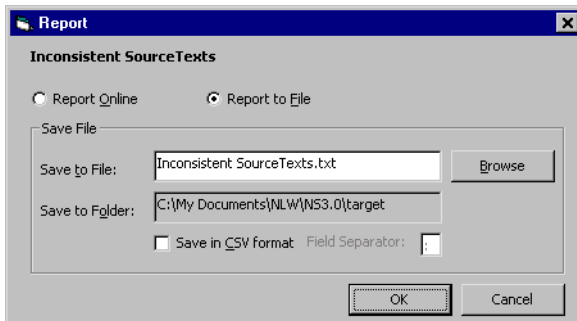 Report
Inconsistent SourceTexts
Report Online Report to File
Save File
Save to File: Inconsistent SourceTexts.txt Browse
Save to Folder: C:\My Documents\NLW\NS3.0\target
Save in CSV format Field Separator: ;
OK Cancel